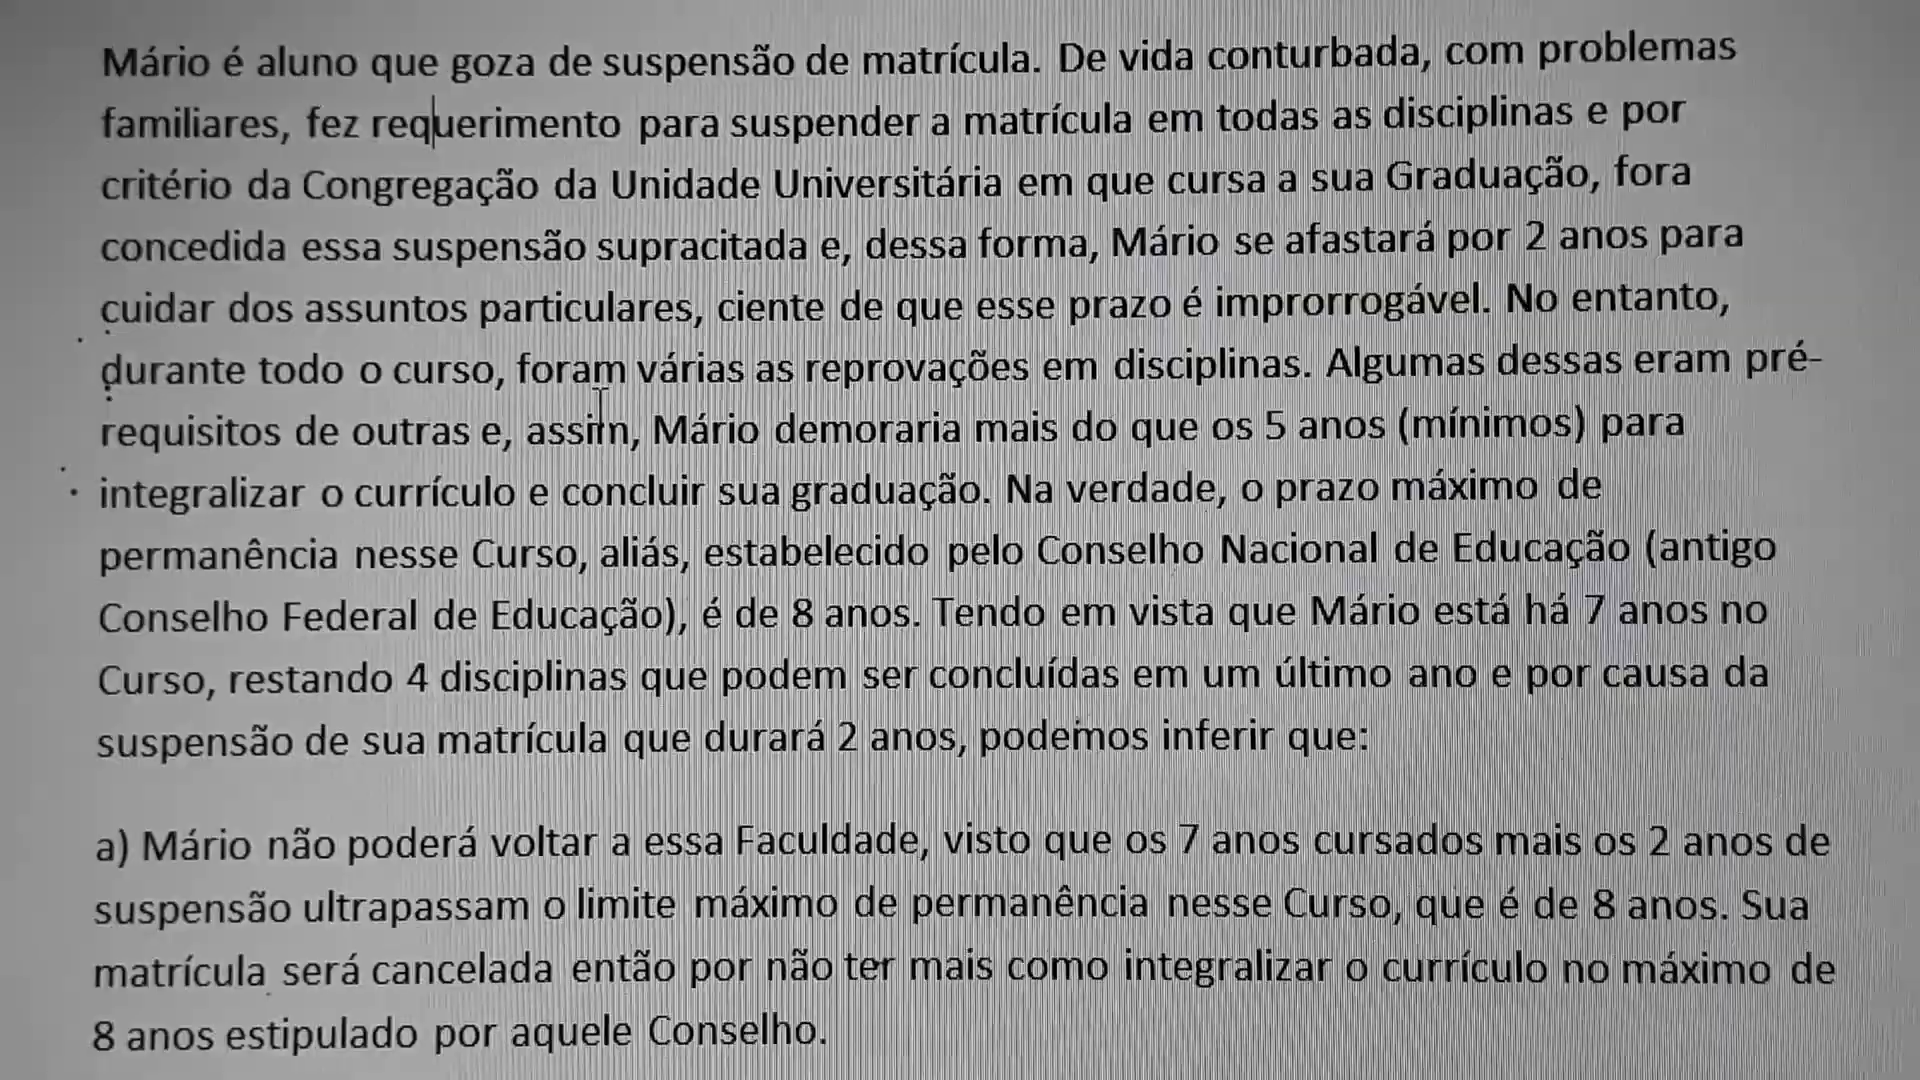 Mário é aluno que goza de suspensão de matrícula. De vida conturbada, com problemas
familiares, fez requerimento para suspender a matrícula em todas as disciplinas e por
critério da Congregação da Unidade Universitária em que cursa a sua Graduação, fora
concedida essa suspensão supracitada e, dessa forma, Mário se afastará por 2 anos para
cuidar dos assuntos particulares, ciente de que esse prazo é improrrogável. No entanto,
durante todo o curso, foram várias as reprovações em disciplinas. Algumas dessas eram pré-
requisitos de outras e, assim, Mário demoraria mais do que os 5 anos (mínimos) para
integralizar o currículo e concluir sua graduação. Na verdade, o prazo máximo de
permanência nesse Curso, aliás, estabelecido pelo Conselho Nacional de Educação (antigo
Conselho Federal de Educação), é de 8 anos. Tendo em vista que Mário está há 7 anos no
Curso, restando 4 disciplinas que podem ser concluídas em um último ano e por causa da
suspensão de sua matrícula que durará 2 anos, podemos inferir que:
a) Mário não poderá voltar a essa Faculdade, visto que os 7 anos cursados mais os 2 anos de
suspensão ultrapassam o limite máximo de permanência nesse Curso, que é de 8 anos. Sua
matrícula será cancelada então por não ter mais como integralizar o currículo no máximo de
8 anos estipulado por aquele Conselho.